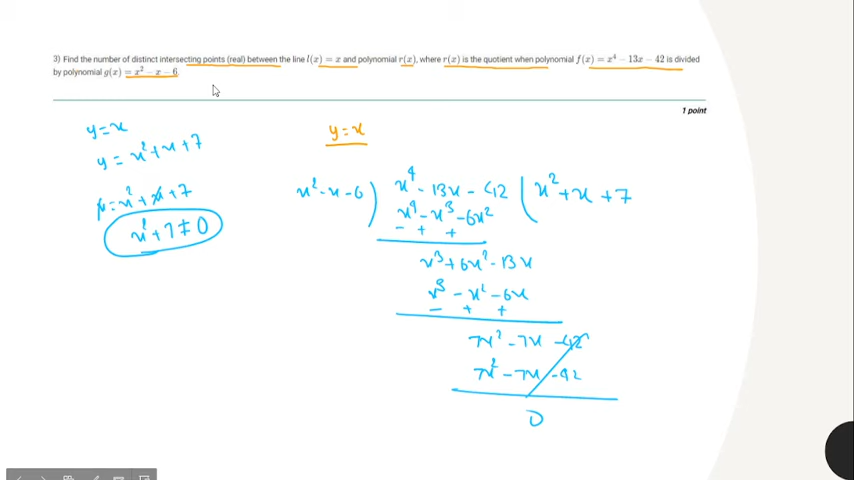 3) Find the number of distinct intersecting points (real) between the line l(x) = x and polynomial r(x), where r(x) is the quotient when polynomial f(x) = x⁴ − 13x − 42 is divided
by polynomial g(x) = x² − x − 6.
1 point
y=x
y = x²+x+7
x=x²+x+7
x²+7≠0
y=x
x²-x-6) x⁴-13x-42 (x²+x+7
x⁴-x³-6x²
- + +
x³+6x²-13x
x³-x²-6x
- + +
7x²-7x-42
7x²-7x-42
0